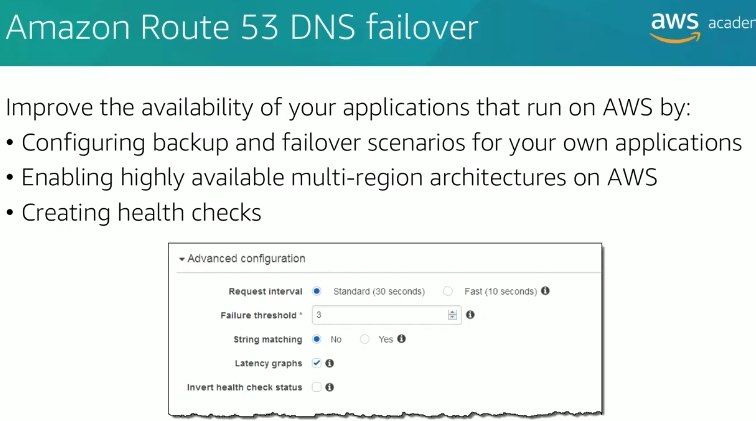 Amazon Route 53 DNS failover
aws academ
Improve the availability of your applications that run on AWS by:
• Configuring backup and failover scenarios for your own applications
• Enabling highly available multi-region architectures on AWS
• Creating health checks
Advanced configuration
Request interval Standard (30 seconds) Fast (10 seconds)
Failure threshold * 3
String matching No Yes
Latency graphs
Invert health check status